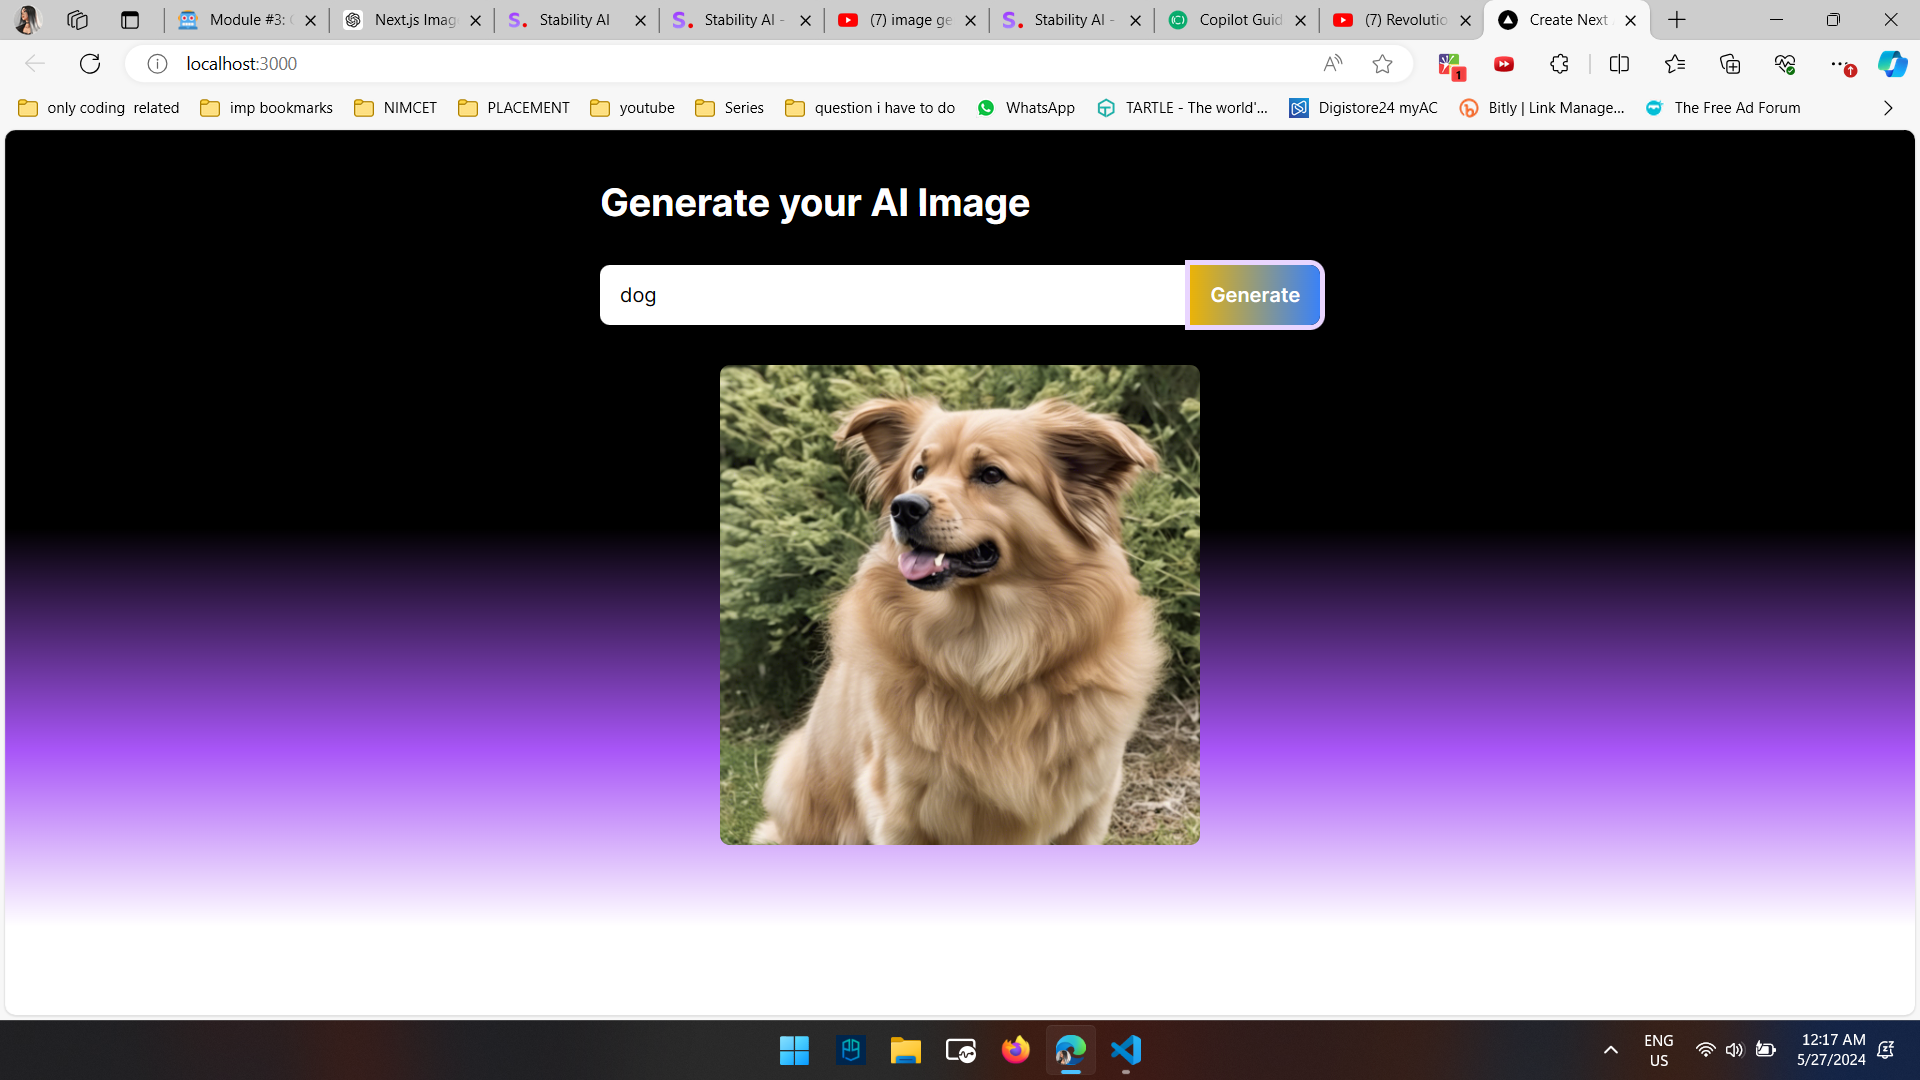 Module #3: C
Next.js Imag
Stability AI
Stability AI -
(7) image ge
Stability AI -
Copilot Guid
(7) Revolutio
Create Next
localhost:3000
1
only coding related
imp bookmarks
NIMCET
PLACEMENT
youtube
Series
question i have to do
WhatsApp
TARTLE - The world'...
Digistore24 myAC
Bitly | Link Manage...
The Free Ad Forum
Generate your AI Image
dog
Generate
ENG
US
12:17 AM
5/27/2024